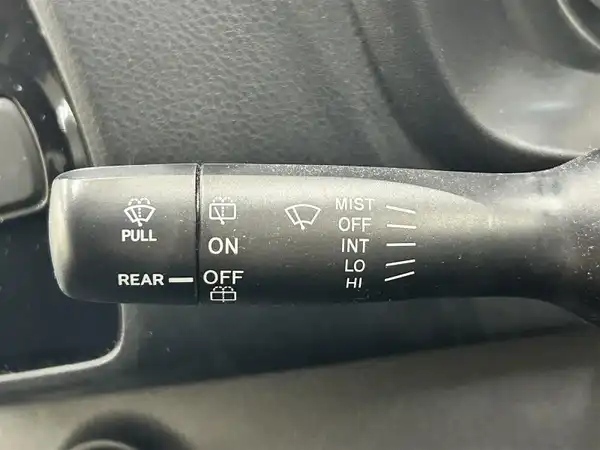 PULL
REAR
ON
OFF
MIST
OFF
INT
LO
HI